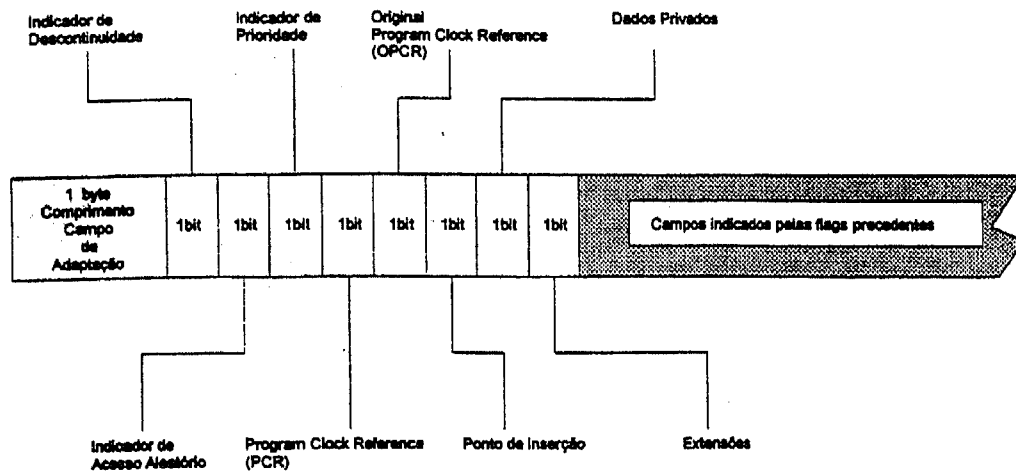 Indicador de
Descontinuidade
Indicador de
Prioridade
Original
Program Clock Reference
(OPCR)
Dados Privados
1 byte
Comprimento
Campo
de
Adaptação
1bit
1bit
1bit
1bit
1bit
1bit
1bit
1bit
Campos indicados pelas flags precedentes
Indicador de
Acesso Aleatório
Program Clock Reference
(PCR)
Ponto de Inserção
Extensões